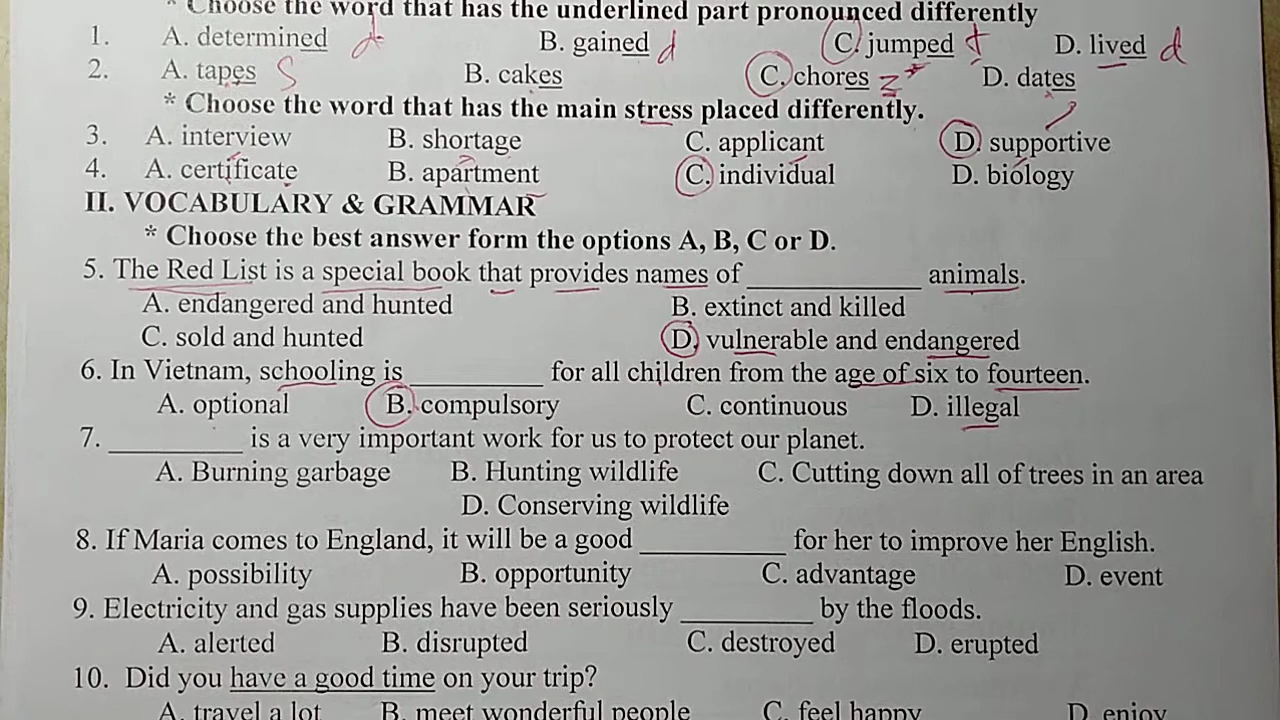 * Choose the word that has the underlined part pronounced differently
1. A. determined d B. gained d C. jumped t D. lived d
2. A. tapes S B. cakes C. chores z D. dates
* Choose the word that has the main stress placed differently.
3. A. interview B. shortage C. applicant D. supportive
4. A. certificate B. apartment C. individual D. biology
II. VOCABULARY & GRAMMAR
* Choose the best answer form the options A, B, C or D.
5. The Red List is a special book that provides names of ____________ animals.
A. endangered and hunted B. extinct and killed
C. sold and hunted D. vulnerable and endangered
6. In Vietnam, schooling is _________ for all children from the age of six to fourteen.
A. optional B. compulsory C. continuous D. illegal
7. _________ is a very important work for us to protect our planet.
A. Burning garbage B. Hunting wildlife C. Cutting down all of trees in an area
D. Conserving wildlife
8. If Maria comes to England, it will be a good __________ for her to improve her English.
A. possibility B. opportunity C. advantage D. event
9. Electricity and gas supplies have been seriously _________ by the floods.
A. alerted B. disrupted C. destroyed D. erupted
10. Did you have a good time on your trip?
A. travel a lot B. meet wonderful people C. feel happy D. enjoy